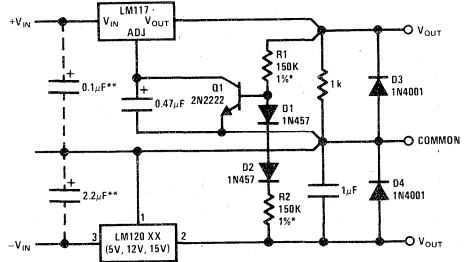 +VIN
VIN
LM117
VOUT
ADJ
VOUT
0.1µF**
+
+
0.47µF
Q1
2N2222
R1
150K
1%*
1k
D3
1N4001
D1
1N457
COMMON
+
2.2µF**
D2
1N457
1µF
D4
1N4001
1
R2
150K
1%*
-VIN
3
LM120 XX
(5V, 12V, 15V)
2
VOUT